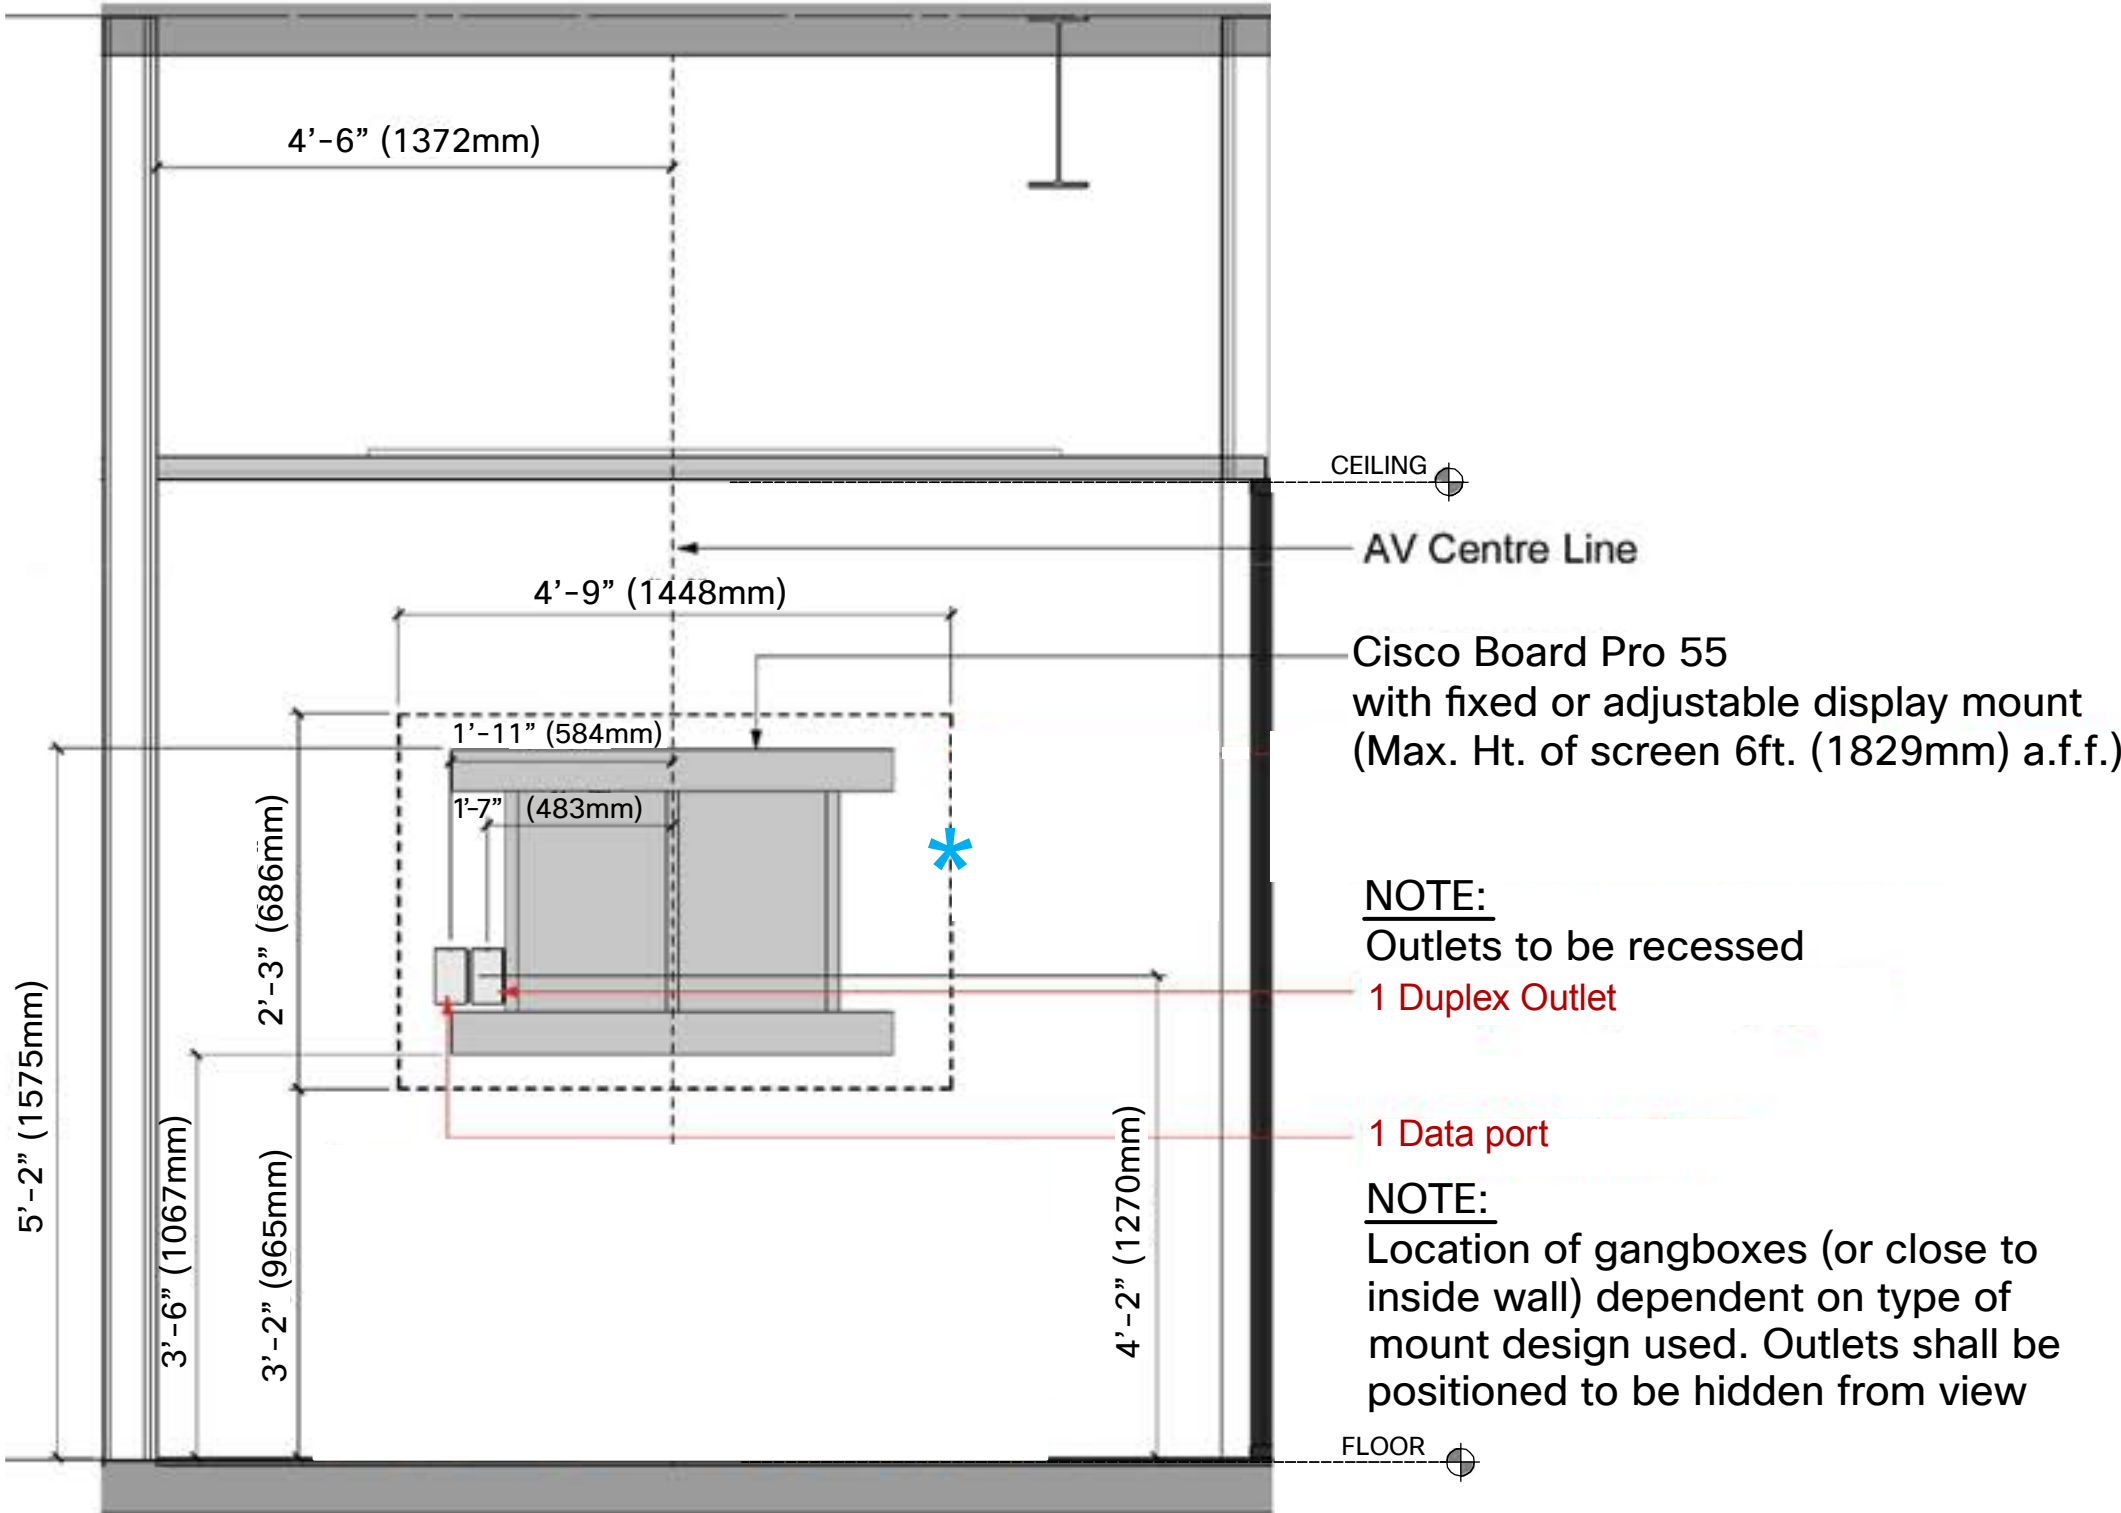 4’-6” (1372mm)
CEILING
AV Centre Line
4’-9” (1448mm)
Cisco Board Pro 55
with fixed or adjustable display mount
(Max. Ht. of screen 6ft. (1829mm) a.f.f.)
1’-11” (584mm)
1’-7” (483mm)
*
2’-3” (686mm)
NOTE:
Outlets to be recessed
1 Duplex Outlet
5’-2” (1575mm)
3’-6” (1067mm)
3’-2” (965mm)
4’-2” (1270mm)
1 Data port
NOTE:
Location of gangboxes (or close to
inside wall) dependent on type of
mount design used. Outlets shall be
positioned to be hidden from view
FLOOR